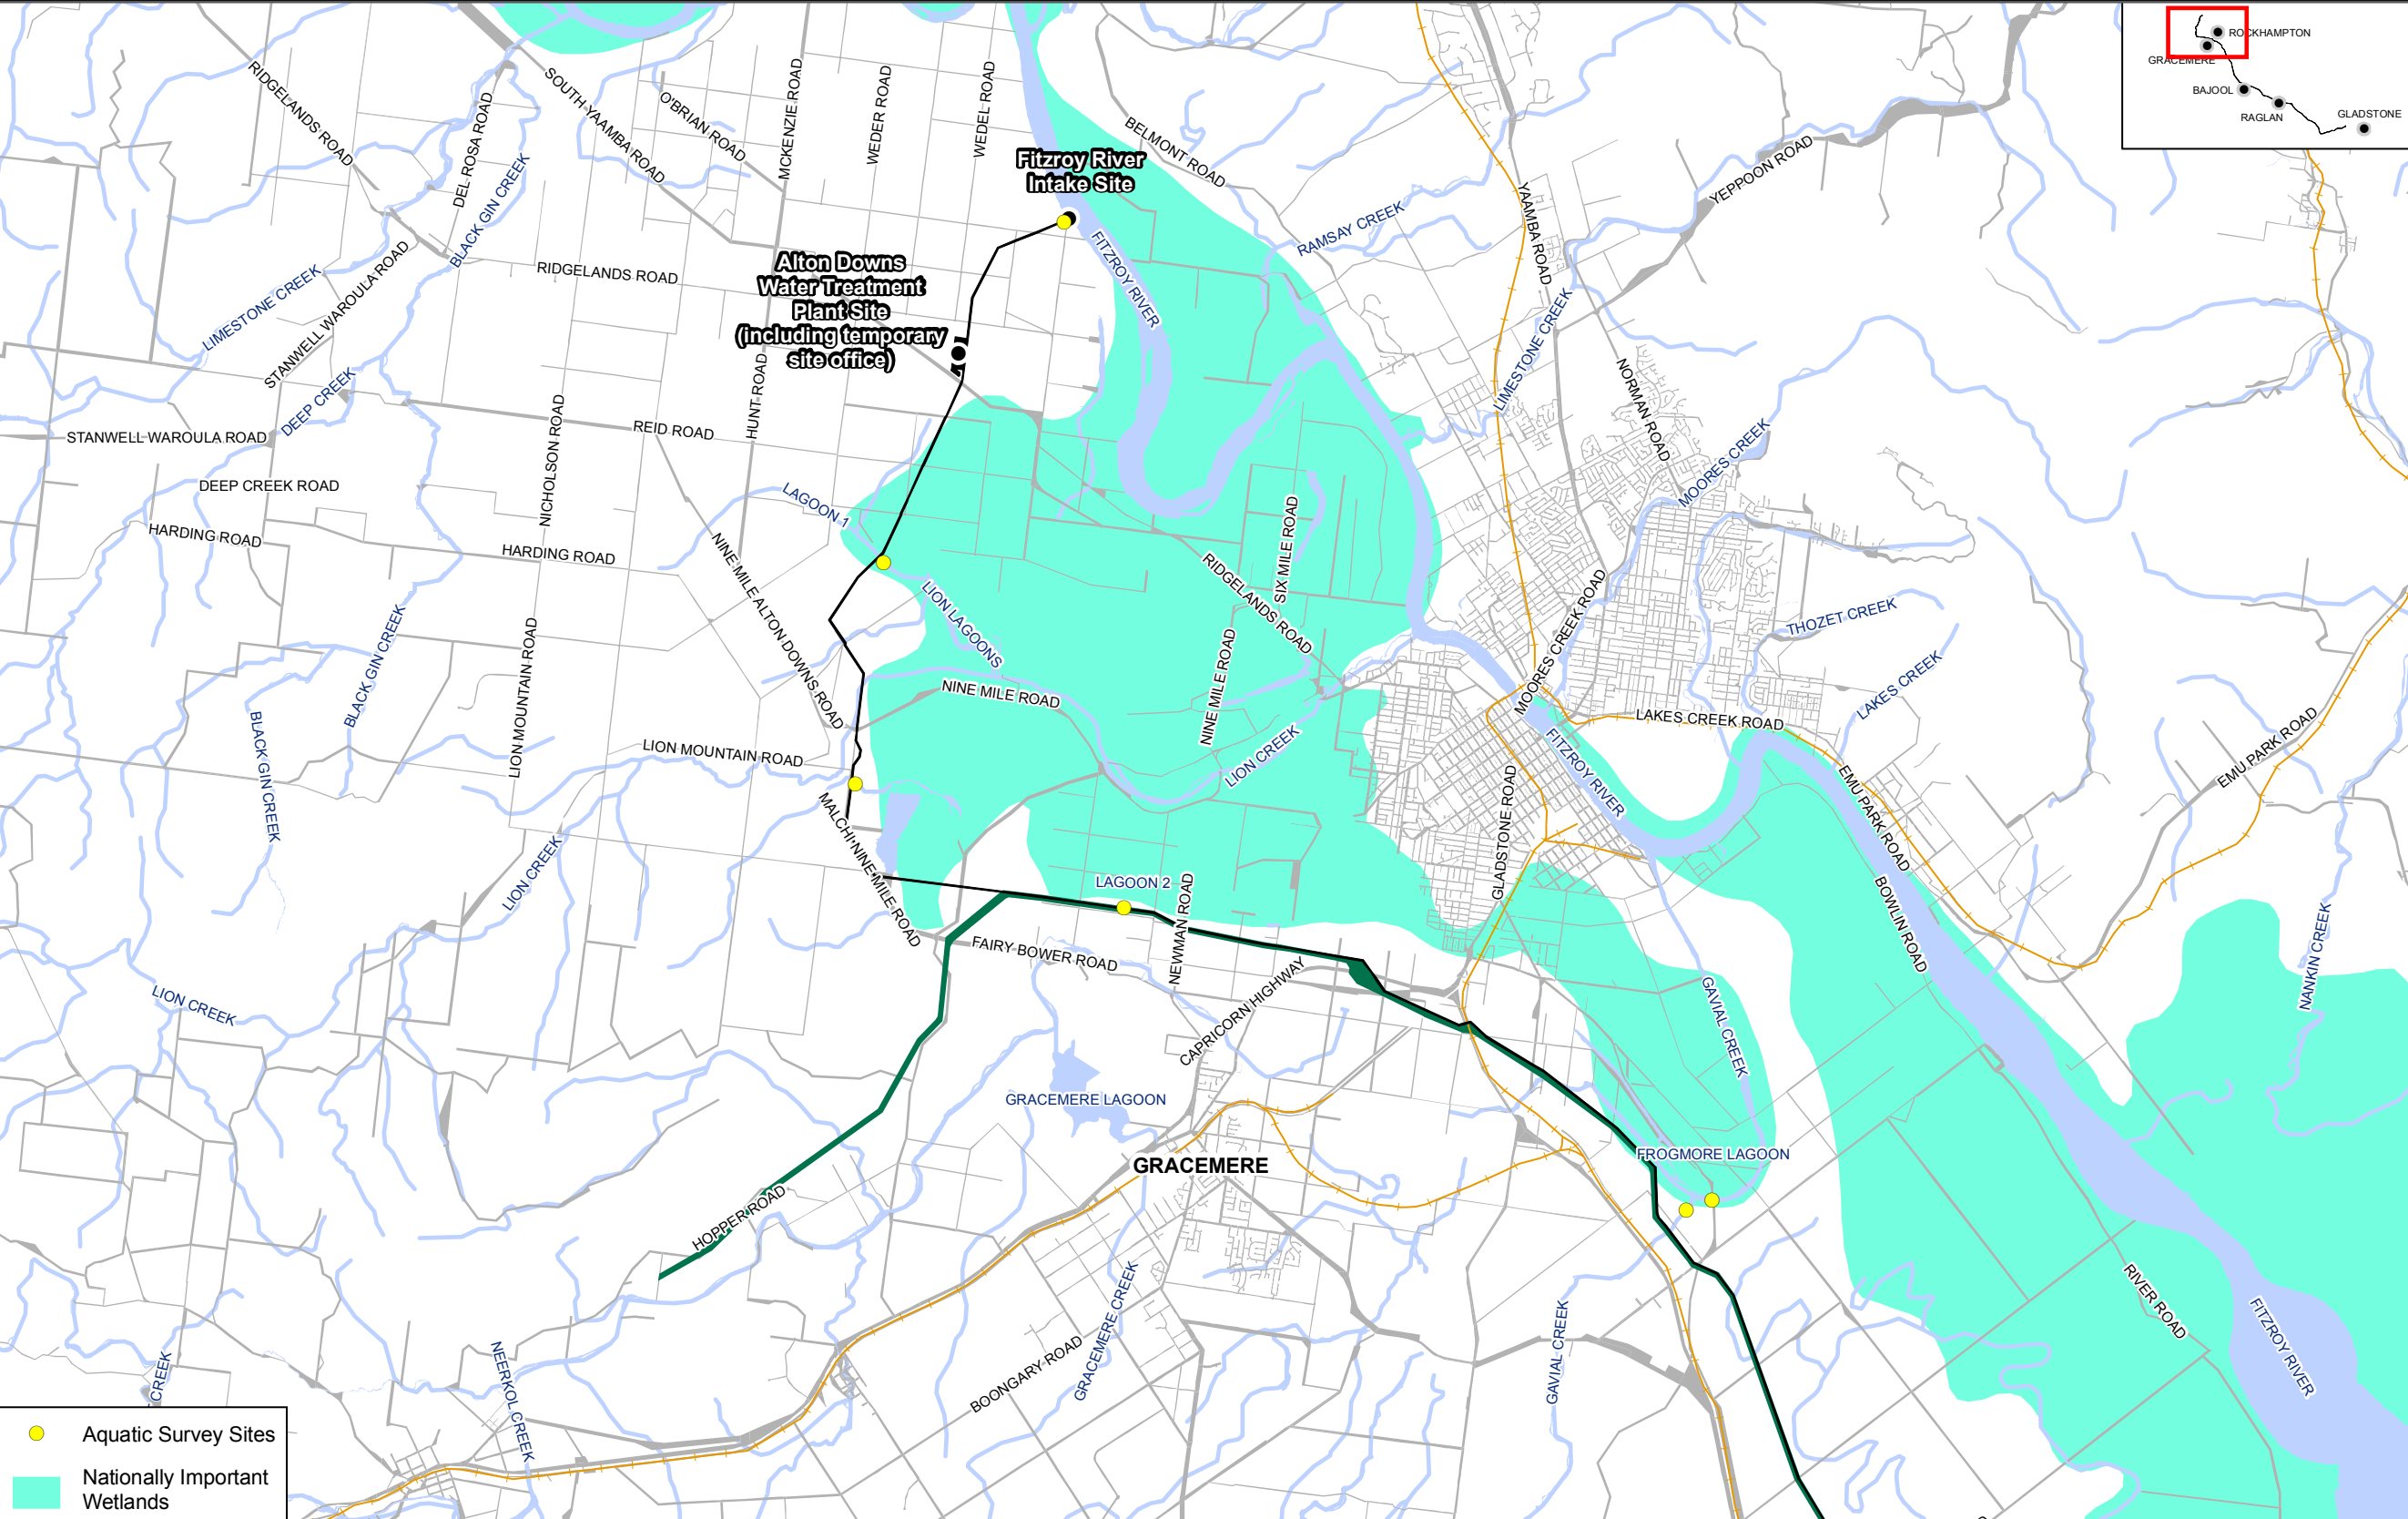 ROCKHAMPTON
GRACEMERE
BAJOOL
RAGLAN
GLADSTONE
RIDGELANDS ROAD
DEL ROSA ROAD
BLACK GIN CREEK
SOUTH YAAMBA ROAD
O'BRIAN ROAD
MCKENZIE ROAD
WEDER ROAD
WEDEL ROAD
BELMONT ROAD
Fitzroy River
Intake Site
FITZROY RIVER
RAMSAY CREEK
YAAMBA ROAD
YEPPOON ROAD
LIMESTONE CREEK
STANWELL WAROULA ROAD
RIDGELANDS ROAD
Alton Downs
Water Treatment
Plant Site
(including temporary
site office)
LIMESTONE CREEK
NORMAN ROAD
DEEP CREEK
HUNT ROAD
NICHOLSON ROAD
REID ROAD
STANWELL WAROULA ROAD
MOORES CREEK
DEEP CREEK ROAD
LAGOON 1
HARDING ROAD
HARDING ROAD
SIX MILE ROAD
NINE MILE ALTON DOWNS ROAD
RIDGELANDS ROAD
LION LAGOONS
MOORES CREEK ROAD
THOZET CREEK
LAKES CREEK
BLACK GIN CREEK
LION MOUNTAIN ROAD
NINE MILE ROAD
NINE MILE ROAD
LAKES CREEK ROAD
BLACK GIN CREEK
LION MOUNTAIN ROAD
LION CREEK
FITZROY RIVER
EMU PARK ROAD
EMU PARK ROAD
MALCHI-NINE MILE ROAD
GLADSTONE ROAD
LION CREEK
LAGOON 2
NEWMAN ROAD
BOWLIN ROAD
FAIRY BOWER ROAD
NANKIN CREEK
LION CREEK
CAPRICORN HIGHWAY
GAVIAL CREEK
GRACEMERE LAGOON
GRACEMERE
FROGMORE LAGOON
HOPPER ROAD
GRACEMERE CREEK
RIVER ROAD
FITZROY RIVER
GAVIAL CREEK
BOONGARY ROAD
NEERKOL CREEK
CREEK
Aquatic Survey Sites
Nationally Important
Wetlands